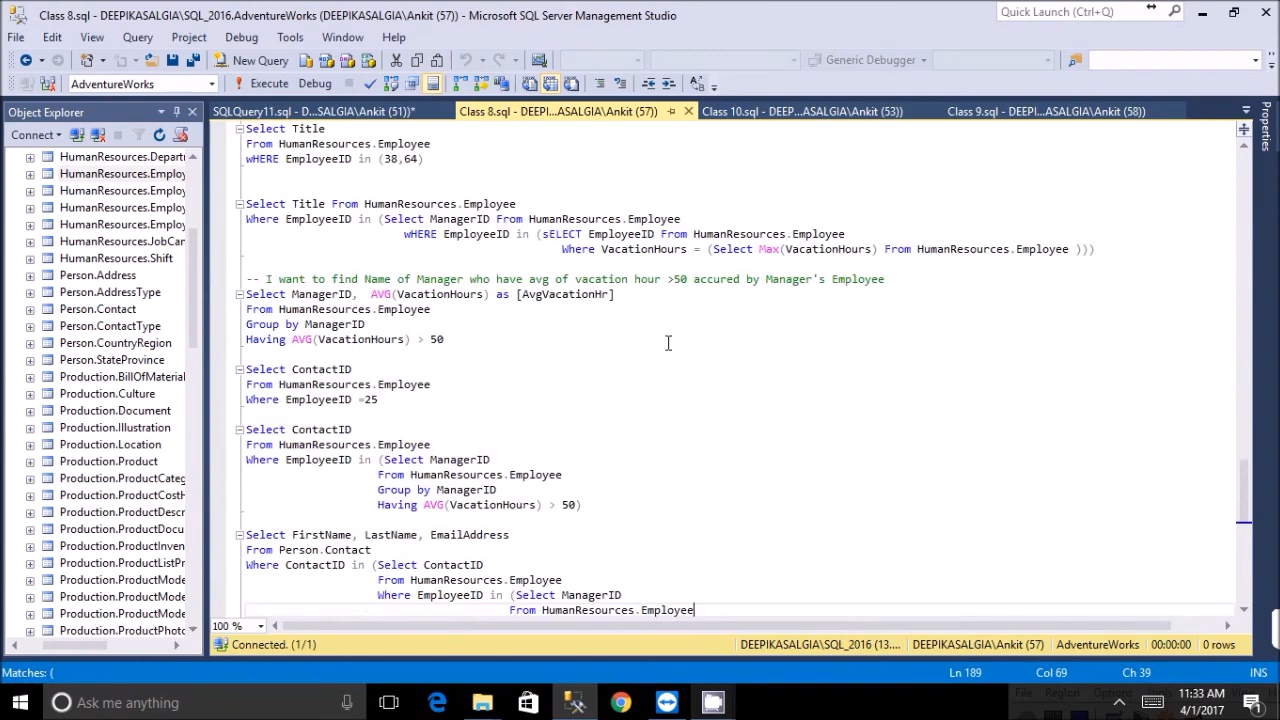 Class 8.sql - DEEPIKASALGIA\SQL_2016.AdventureWorks (DEEPIKASALGIA\Ankit (57)) - Microsoft SQL Server Management Studio
Quick Launch (Ctrl+Q)
File Edit View Query Project Debug Tools Window Help
New Query
Generic Debugger
AdventureWorks
Execute Debug
Object Explorer
SQLQuery11.sql - D...SALGIA\Ankit (51))*
Class 8.sql - DEEPI...ASALGIA\Ankit (57))
Class 10.sql - DEEP...ASALGIA\Ankit (53))
Class 9.sql - DEEPI...ASALGIA\Ankit (58))
Properties
Connect
HumanResources.Depart
HumanResources.Employ
HumanResources.Employ
HumanResources.Employ
HumanResources.Employ
HumanResources.JobCan
HumanResources.Shift
Person.Address
Person.AddressType
Person.Contact
Person.ContactType
Person.CountryRegion
Person.StateProvince
Production.BillOfMaterial
Production.Culture
Production.Document
Production.Illustration
Production.Location
Production.Product
Production.ProductCateg
Production.ProductCostH
Production.ProductDescr
Production.ProductDocu
Production.ProductInven
Production.ProductListPr
Production.ProductMode
Production.ProductMode
Production.ProductMode
Production.ProductPhoto
Select Title
From HumanResources.Employee
wHERE EmployeeID in (38,64)
Select Title From HumanResources.Employee
Where EmployeeID in (Select ManagerID From HumanResources.Employee
wHERE EmployeeID in (sELECT EmployeeID From HumanResources.Employee
Where VacationHours = (Select Max(VacationHours) From HumanResources.Employee )))
-- I want to find Name of Manager who have avg of vacation hour >50 accured by Manager's Employee
Select ManagerID, AVG(VacationHours) as [AvgVacationHr]
From HumanResources.Employee
Group by ManagerID
Having AVG(VacationHours) > 50
Select ContactID
From HumanResources.Employee
Where EmployeeID =25
Select ContactID
From HumanResources.Employee
Where EmployeeID in (Select ManagerID
From HumanResources.Employee
Group by ManagerID
Having AVG(VacationHours) > 50)
Select FirstName, LastName, EmailAddress
From Person.Contact
Where ContactID in (Select ContactID
From HumanResources.Employee
Where EmployeeID in (Select ManagerID
From HumanResources.Employee
100 %
Connected. (1/1)
DEEPIKASALGIA\SQL_2016 (13....
DEEPIKASALGIA\Ankit (57)
AdventureWorks
00:00:00
0 rows
Matches: (
Ln 189
Col 69
Ch 39
INS
Ask me anything
File Region Options Tools
11:33 AM
4/1/2017